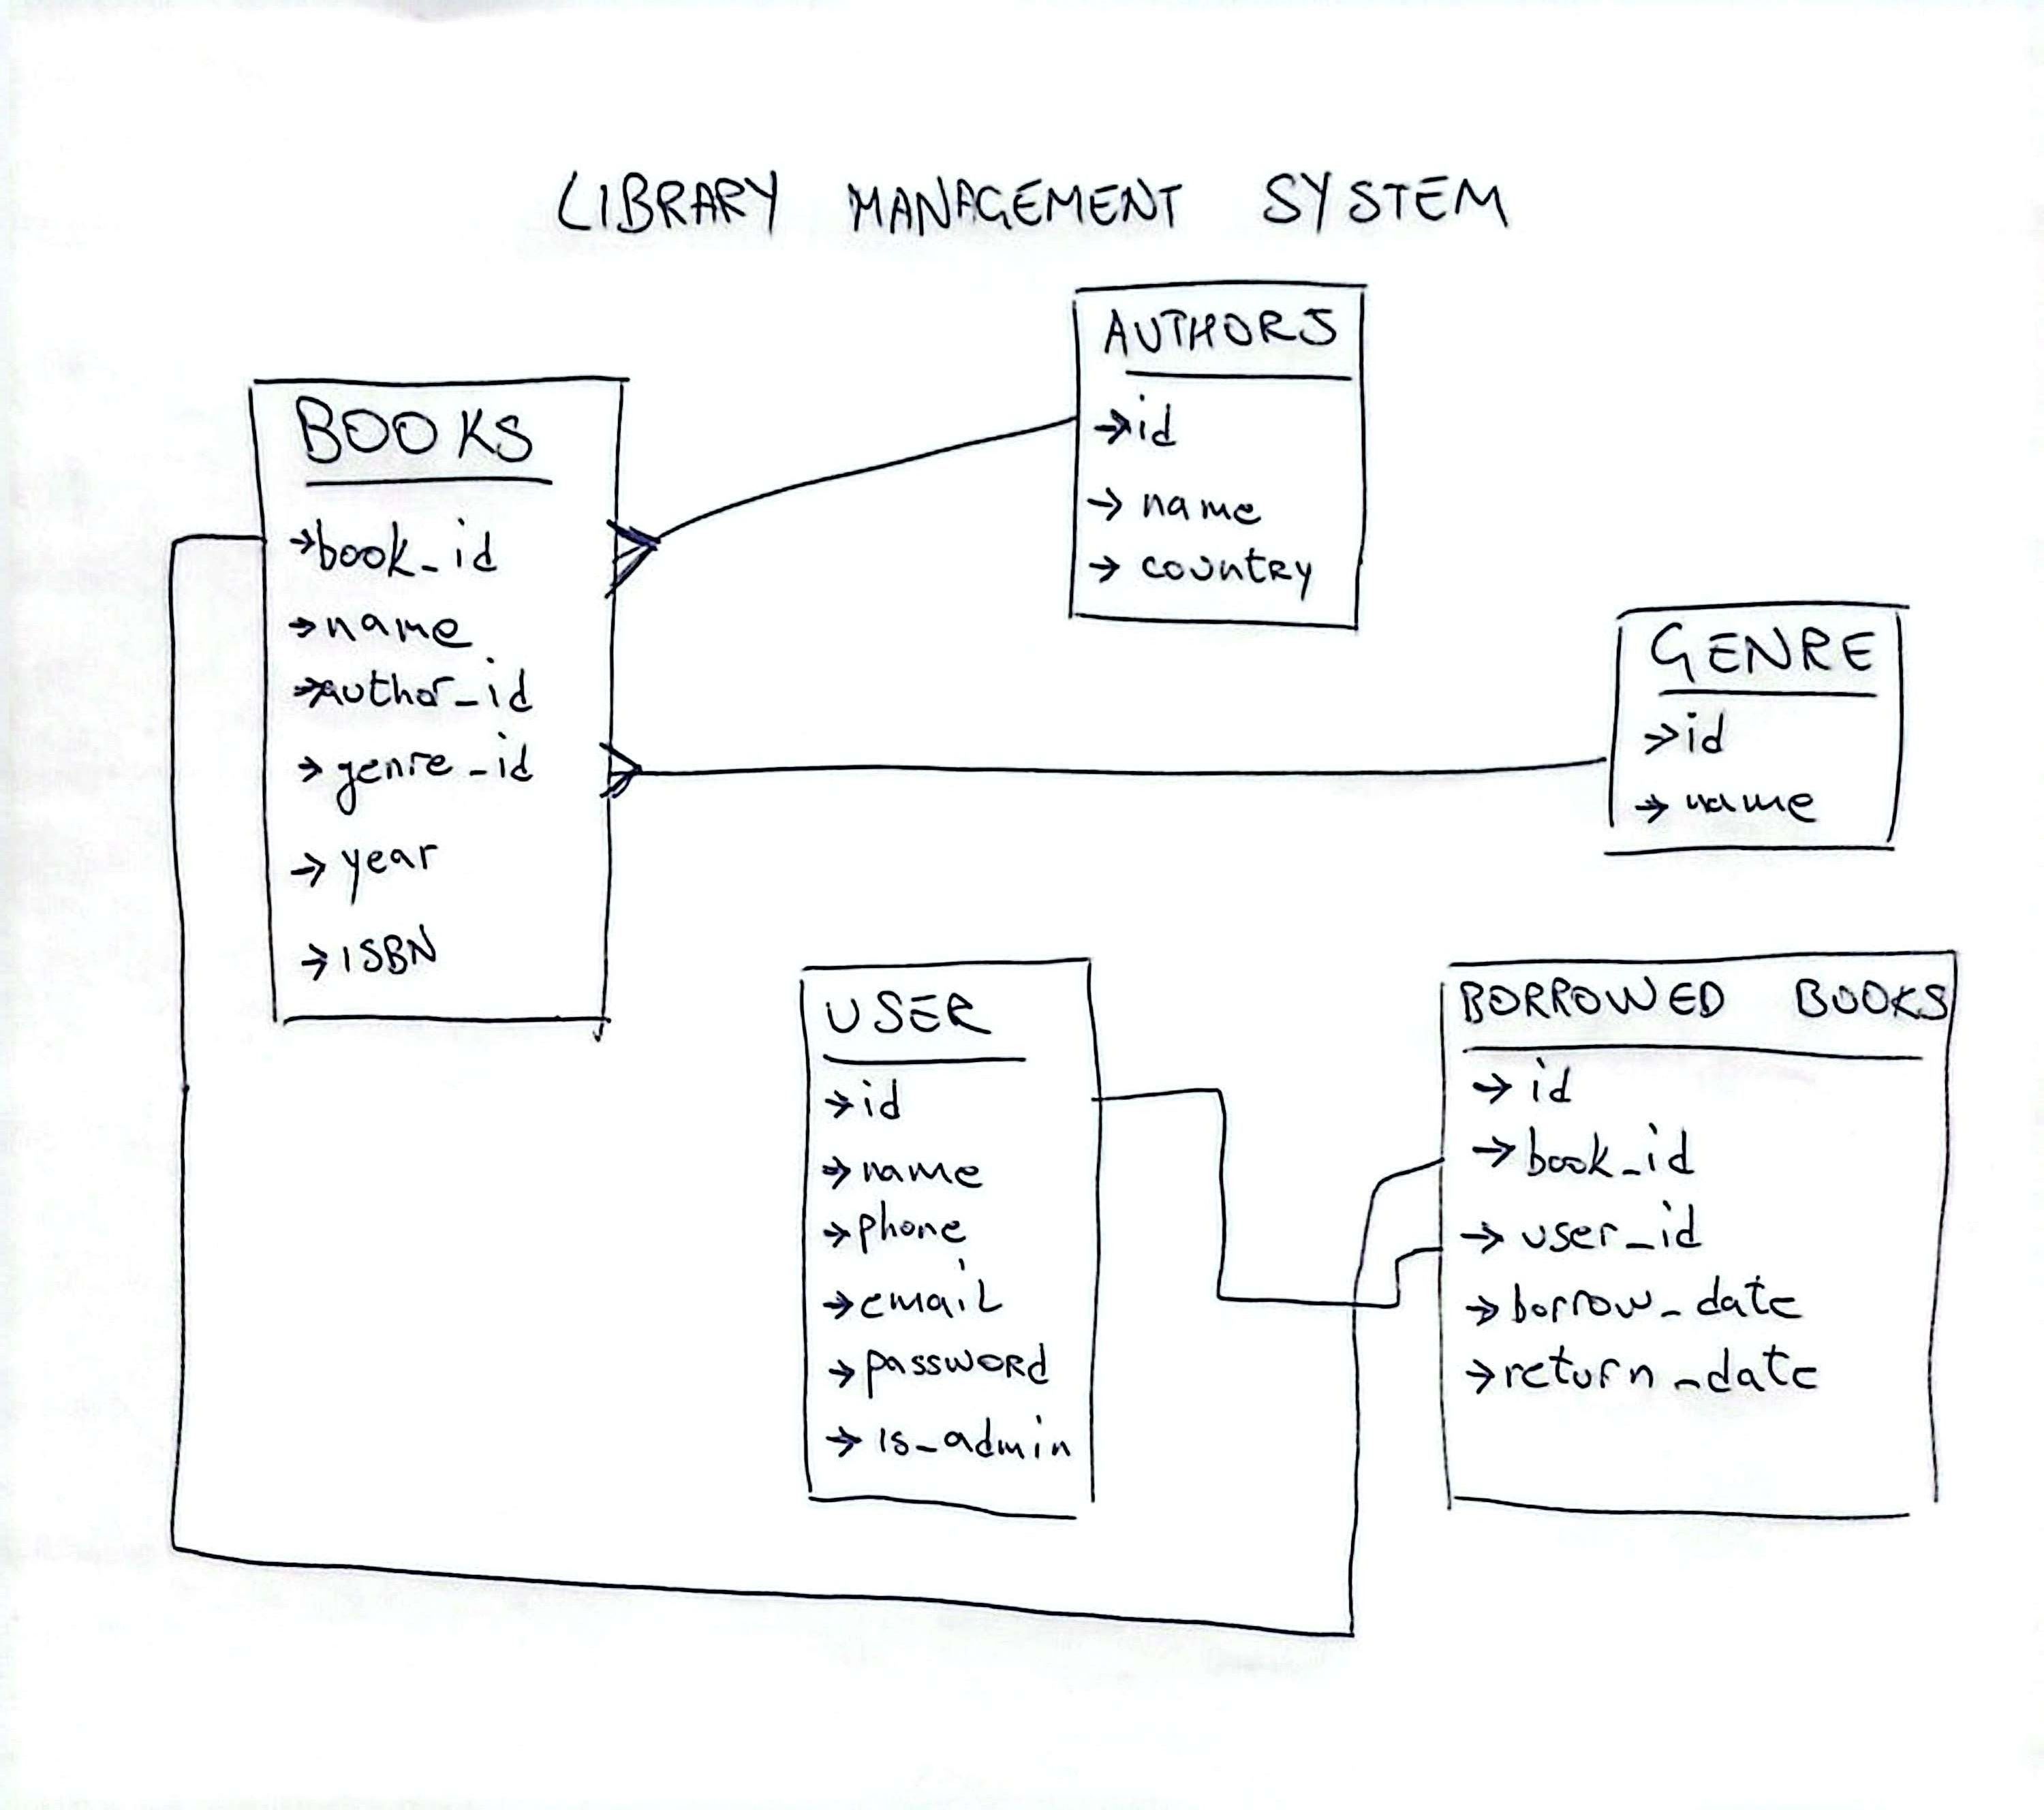 LIBRARY MANAGEMENT SYSTEM
BOOKS
→book_id
→name
→author_id
→genre_id
→year
→ISBN
AUTHORS
→id
→name
→country
GENRE
→id
→name
USER
→id
→name
→phone
→email
→password
→is_admin
BORROWED BOOKS
→id
→book_id
→user_id
→borrow_date
→return_date